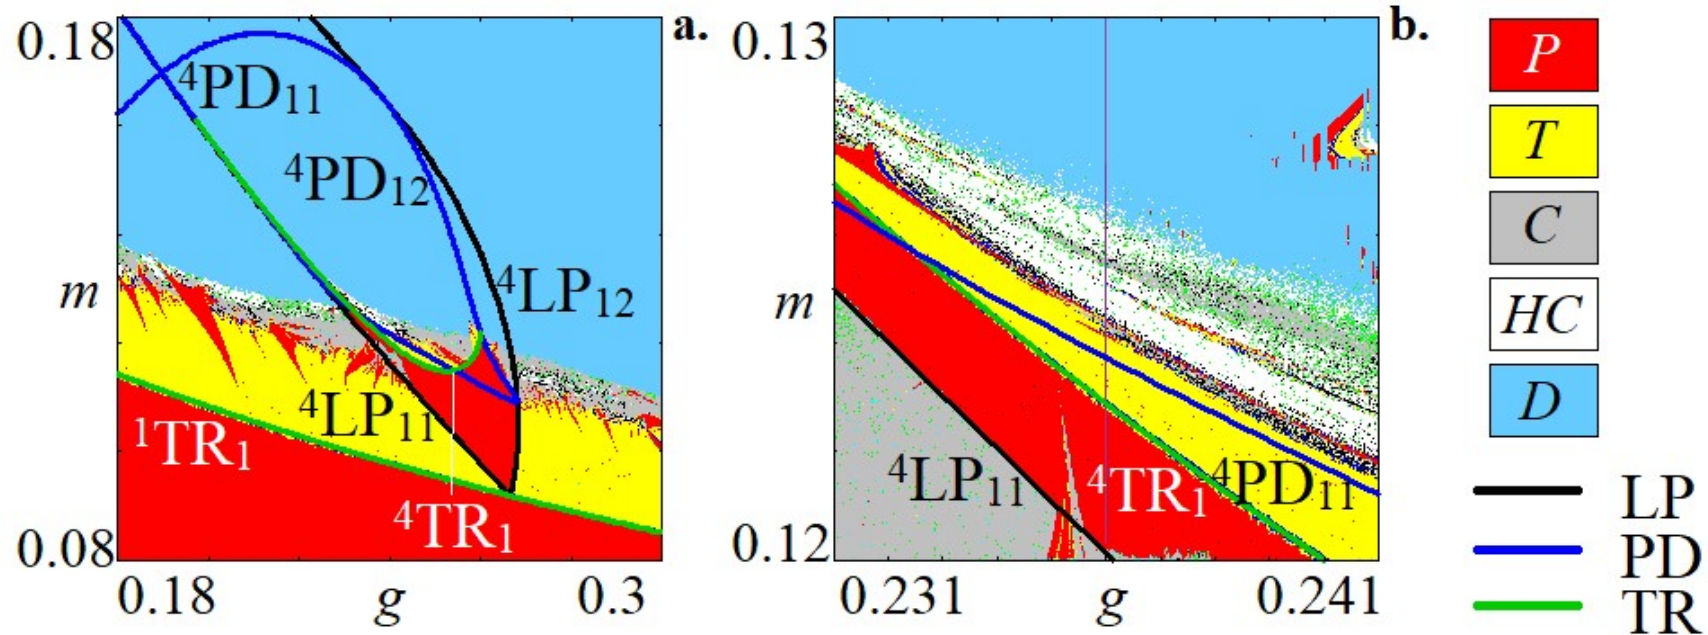 0.18
a.
⁴PD₁₁
⁴PD₁₂
m
⁴LP₁₂
⁴LP₁₁
¹TR₁
⁴TR₁
0.08
0.18
g
0.3
0.13
b.
m
⁴LP₁₁
⁴TR₁
⁴PD₁₁
0.12
0.231
g
0.241
P
T
C
HC
D
LP
PD
TR